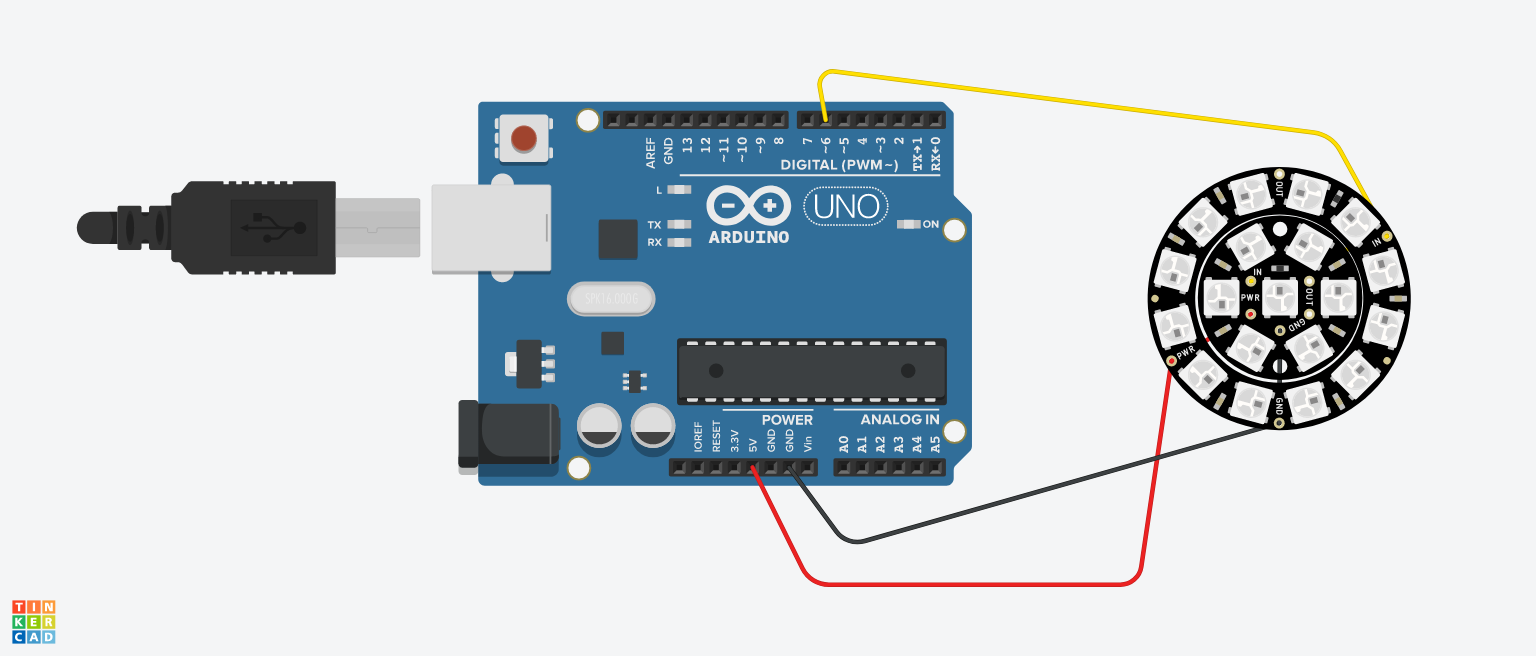 AREF
GND
13
12
~11
~10
~9
8
7
~6
~5
4
~3
2
TX→1
RX←0
DIGITAL (PWM~)
L
TX
RX
ARDUINO
UNO
ON
SPK16.000G
POWER
ANALOG IN
IOREF
RESET
3.3V
5V
GND
GND
Vin
A0
A1
A2
A3
A4
A5
OUT
IN
IN
PWR
OUT
GND
PWR
GND
TIN
KER
CAD